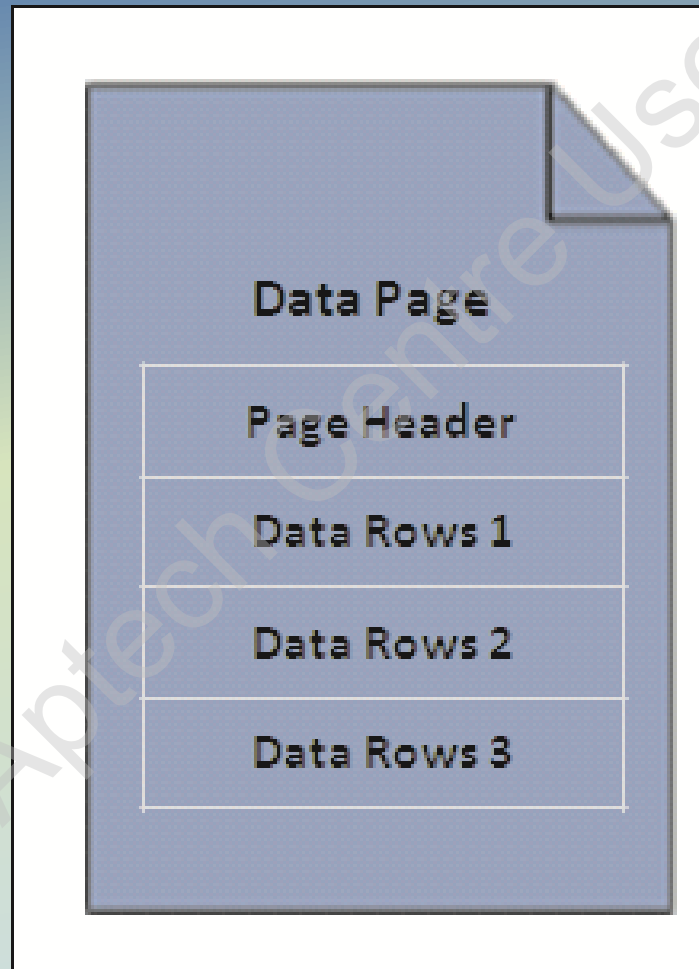 Data Page
Page Header
Data Rows 1
Data Rows 2
Data Rows 3
Aptech Centre Use